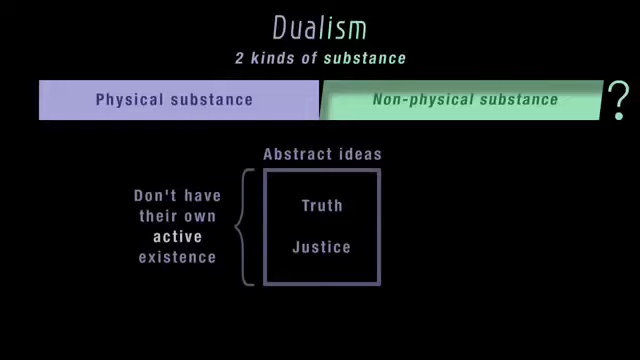 Dualism
2 kinds of substance
Physical substance
Non-physical substance
?
Abstract ideas
Don't have
their own
active
existence
Truth
Justice